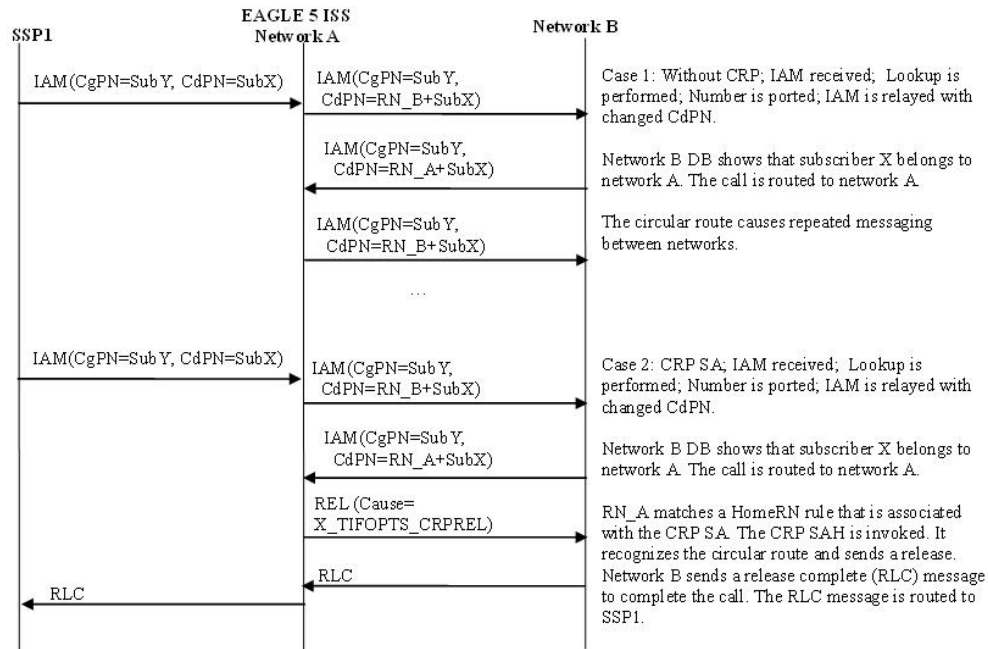 EAGLE 5 ISS
SSP1
Network A
Network B
IAM(CgPN=SubY, CdPN=SubX)
IAM(CgPN=SubY,
CdPN=RN_B+SubX)
Case 1: Without CRP; IAM received; Lookup is
performed; Number is ported; IAM is relayed with
changed CdPN.
IAM(CgPN=SubY,
CdPN=RN_A+SubX)
Network B DB shows that subscriber X belongs to
network A. The call is routed to network A.
IAM(CgPN=SubY,
CdPN=RN_B+SubX)
The circular route causes repeated messaging
between networks.
...
IAM(CgPN=SubY, CdPN=SubX)
IAM(CgPN=SubY,
CdPN=RN_B+SubX)
Case 2: CRP SA; IAM received; Lookup is
performed; Number is ported; IAM is relayed with
changed CdPN.
IAM(CgPN=SubY,
CdPN=RN_A+SubX)
Network B DB shows that subscriber X belongs to
network A. The call is routed to network A.
REL (Cause=
X_TIFOPTS_CRPREL)
RN_A matches a HomeRN rule that is associated
with the CRP SA. The CRP SAH is invoked. It
recognizes the circular route and sends a release.
RLC
RLC
Network B sends a release complete (RLC) message
to complete the call. The RLC message is routed to
SSP1.